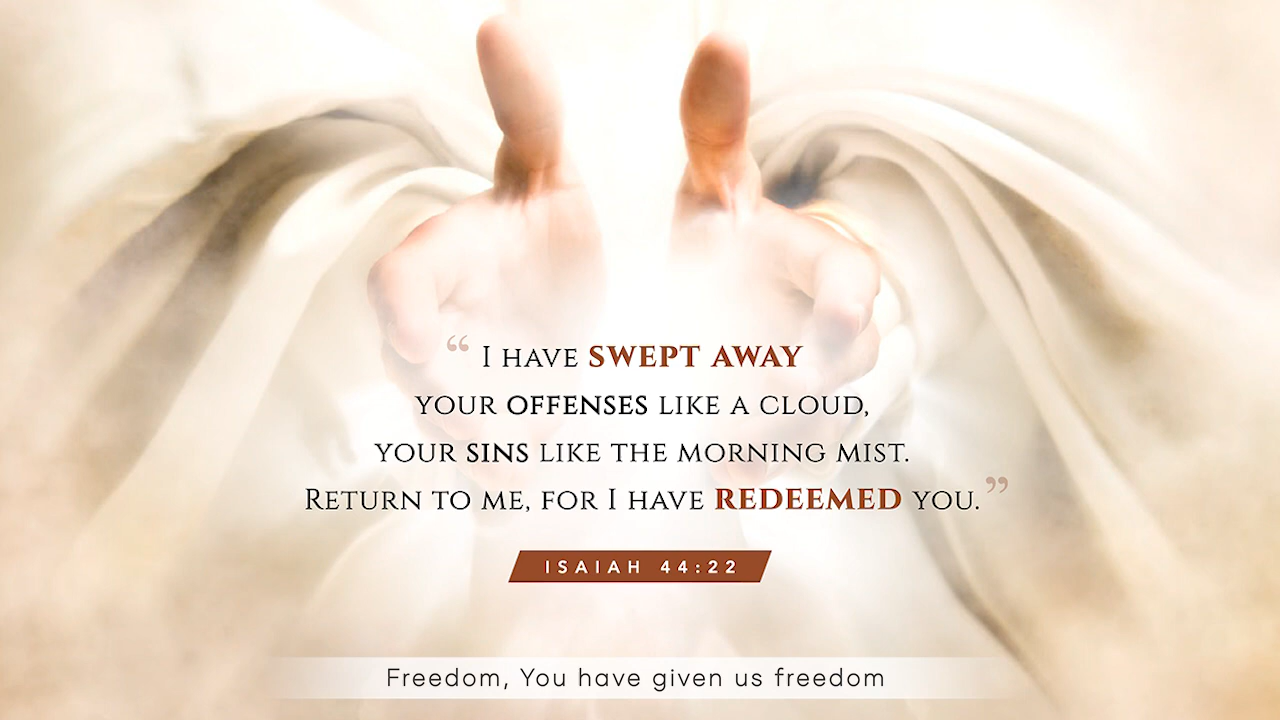 “ I HAVE SWEPT AWAY
YOUR OFFENSES LIKE A CLOUD,
YOUR SINS LIKE THE MORNING MIST.
RETURN TO ME, FOR I HAVE REDEEMED YOU. ”
ISAIAH 44:22
Freedom, You have given us freedom